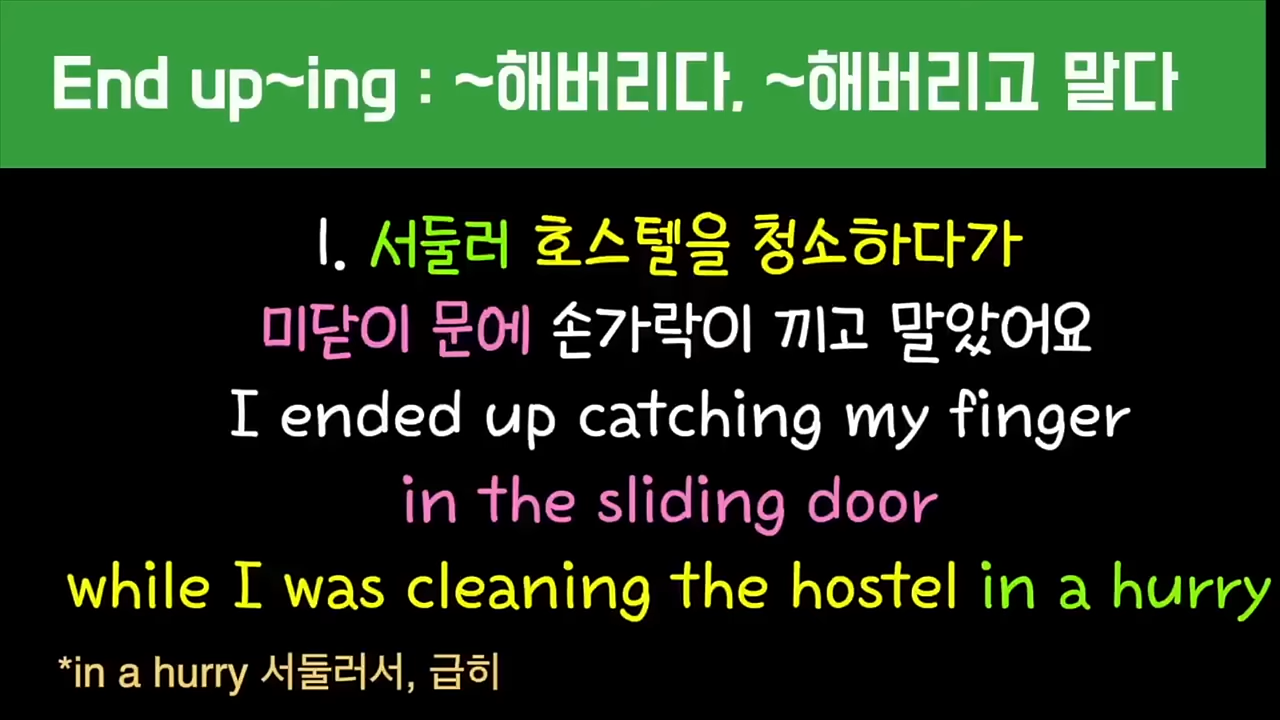 End up~ing : ~해버리다, ~해버리고 말다
1. 서둘러 호스텔을 청소하다가
미닫이 문에 손가락이 끼고 말았어요
I ended up catching my finger
in the sliding door
while I was cleaning the hostel in a hurry
*in a hurry 서둘러서, 급히